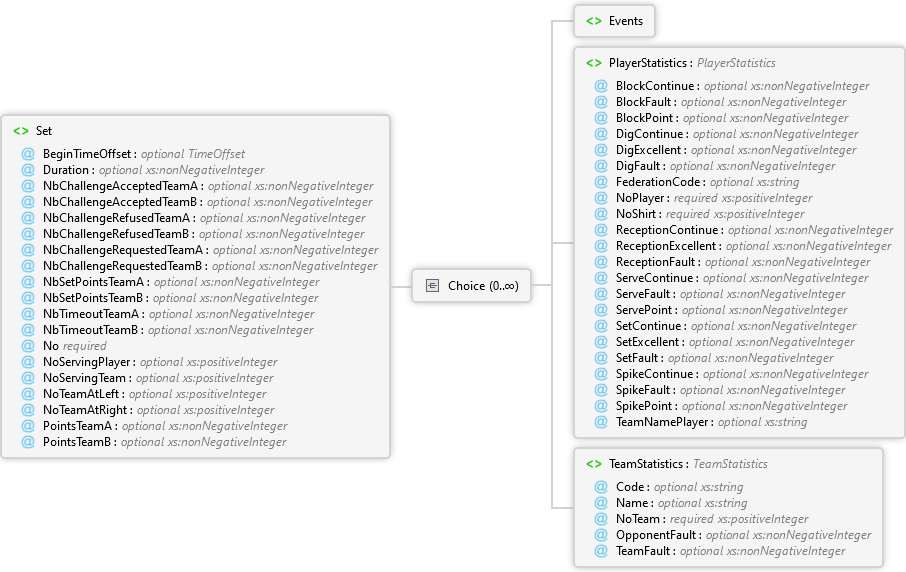 <> Set
@ BeginTimeOffset : optional TimeOffset
@ Duration : optional xs:nonNegativeInteger
@ NbChallengeAcceptedTeamA : optional xs:nonNegativeInteger
@ NbChallengeAcceptedTeamB : optional xs:nonNegativeInteger
@ NbChallengeRefusedTeamA : optional xs:nonNegativeInteger
@ NbChallengeRefusedTeamB : optional xs:nonNegativeInteger
@ NbChallengeRequestedTeamA : optional xs:nonNegativeInteger
@ NbChallengeRequestedTeamB : optional xs:nonNegativeInteger
@ NbSetPointsTeamA : optional xs:nonNegativeInteger
@ NbSetPointsTeamB : optional xs:nonNegativeInteger
@ NbTimeoutTeamA : optional xs:nonNegativeInteger
@ NbTimeoutTeamB : optional xs:nonNegativeInteger
@ No required
@ NoServingPlayer : optional xs:positiveInteger
@ NoServingTeam : optional xs:positiveInteger
@ NoTeamAtLeft : optional xs:positiveInteger
@ NoTeamAtRight : optional xs:positiveInteger
@ PointsTeamA : optional xs:nonNegativeInteger
@ PointsTeamB : optional xs:nonNegativeInteger
Choice (0..∞)
<> Events
<> PlayerStatistics : PlayerStatistics
@ BlockContinue : optional xs:nonNegativeInteger
@ BlockFault : optional xs:nonNegativeInteger
@ BlockPoint : optional xs:nonNegativeInteger
@ DigContinue : optional xs:nonNegativeInteger
@ DigExcellent : optional xs:nonNegativeInteger
@ DigFault : optional xs:nonNegativeInteger
@ FederationCode : optional xs:string
@ NoPlayer : required xs:positiveInteger
@ NoShirt : required xs:positiveInteger
@ ReceptionContinue : optional xs:nonNegativeInteger
@ ReceptionExcellent : optional xs:nonNegativeInteger
@ ReceptionFault : optional xs:nonNegativeInteger
@ ServeContinue : optional xs:nonNegativeInteger
@ ServeFault : optional xs:nonNegativeInteger
@ ServePoint : optional xs:nonNegativeInteger
@ SetContinue : optional xs:nonNegativeInteger
@ SetExcellent : optional xs:nonNegativeInteger
@ SetFault : optional xs:nonNegativeInteger
@ SpikeContinue : optional xs:nonNegativeInteger
@ SpikeFault : optional xs:nonNegativeInteger
@ SpikePoint : optional xs:nonNegativeInteger
@ TeamNamePlayer : optional xs:string
<> TeamStatistics : TeamStatistics
@ Code : optional xs:string
@ Name : optional xs:string
@ NoTeam : required xs:positiveInteger
@ OpponentFault : optional xs:nonNegativeInteger
@ TeamFault : optional xs:nonNegativeInteger